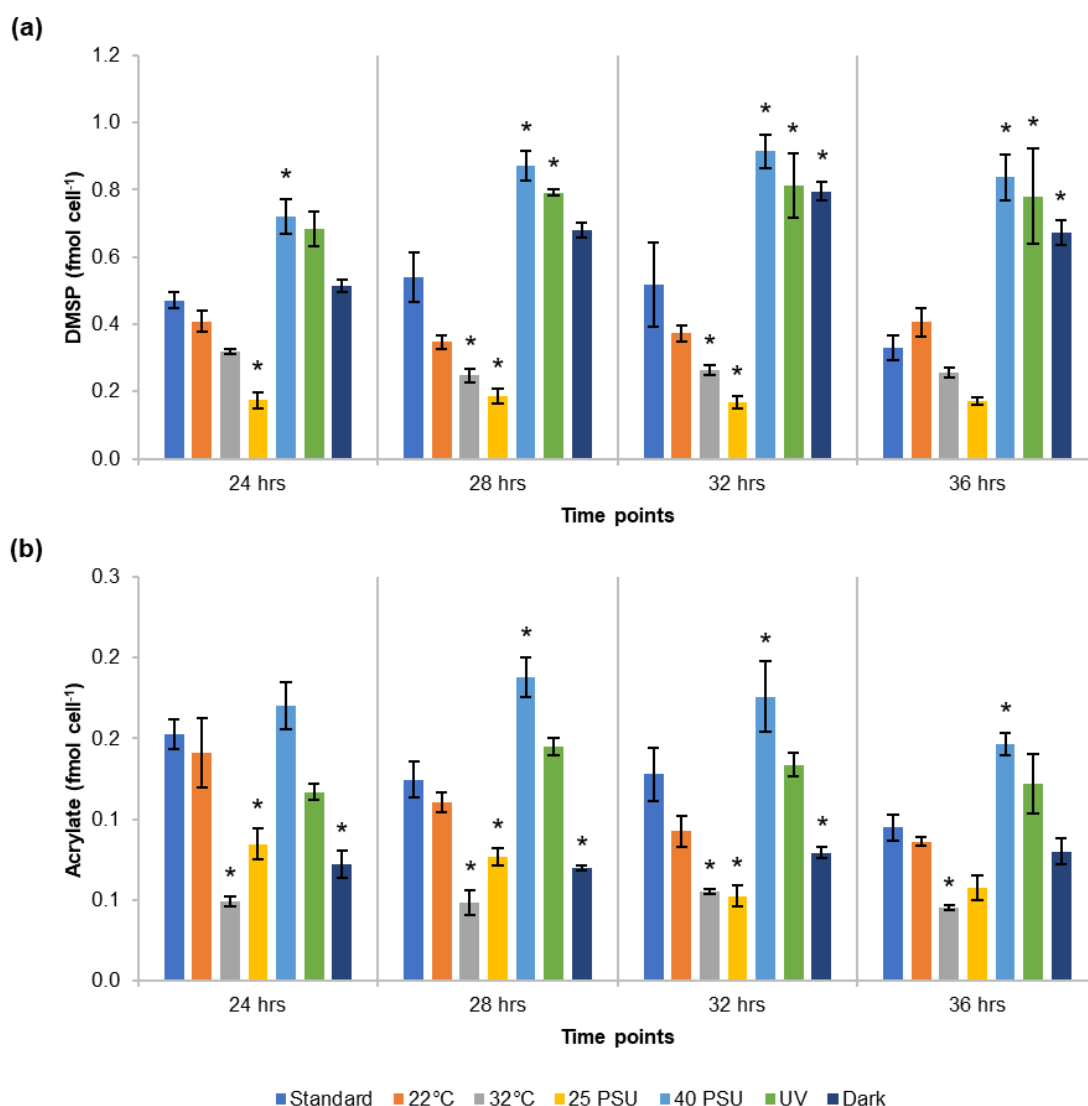 (a)
1.2
1.0
0.8
0.6
0.4
0.2
0.0
DMSP (fmol cell-1)
* * * * * * * * * * * * * *
24 hrs 28 hrs 32 hrs 36 hrs
Time points
(b)
0.3
0.2
0.2
0.1
0.1
0.0
Acrylate (fmol cell-1)
* * * * * * * * * * * * *
24 hrs 28 hrs 32 hrs 36 hrs
Time points
Standard 22°C 32°C 25 PSU 40 PSU UV Dark